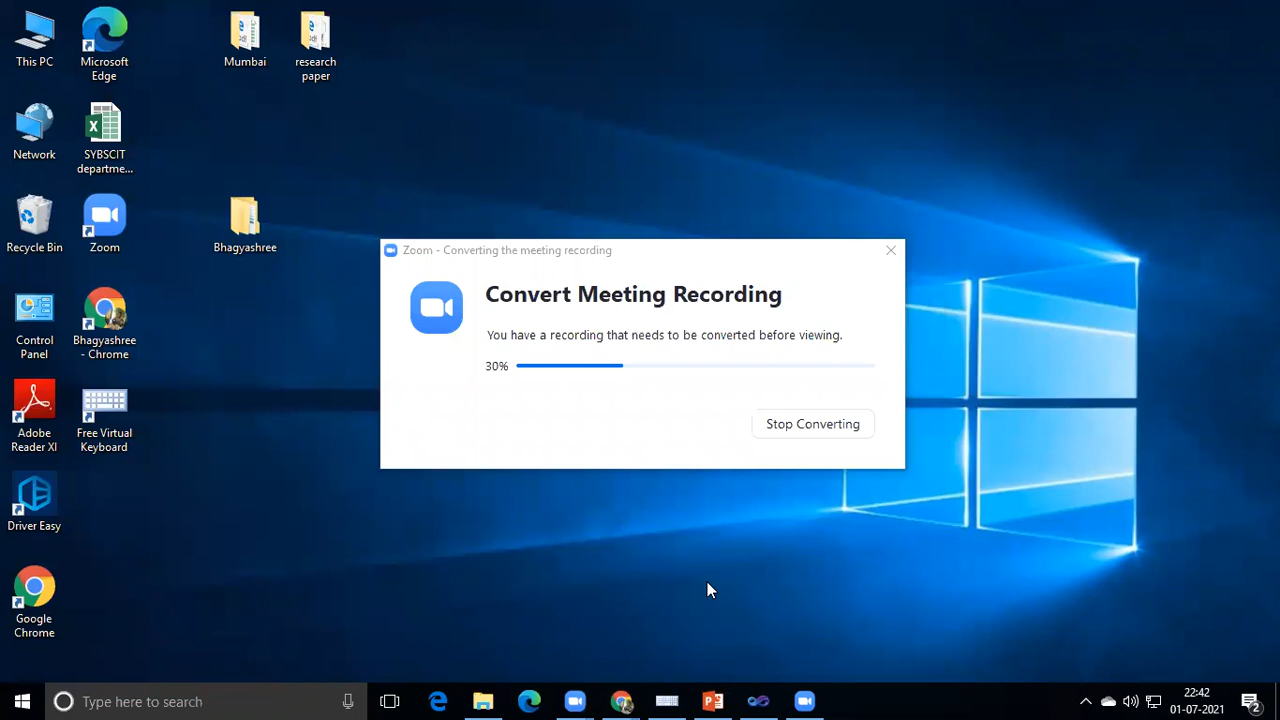 This PC
Microsoft
Edge
Mumbai
research
paper
Network
SYBSCIT
departme...
Recycle Bin
Zoom
Bhagyashree
Zoom - Converting the meeting recording
Convert Meeting Recording
You have a recording that needs to be converted before viewing.
30%
Stop Converting
Control
Panel
Bhagyashree
- Chrome
Adobe
Reader XI
Free Virtual
Keyboard
Driver Easy
Google
Chrome
Type here to search
22:42
01-07-2021
2